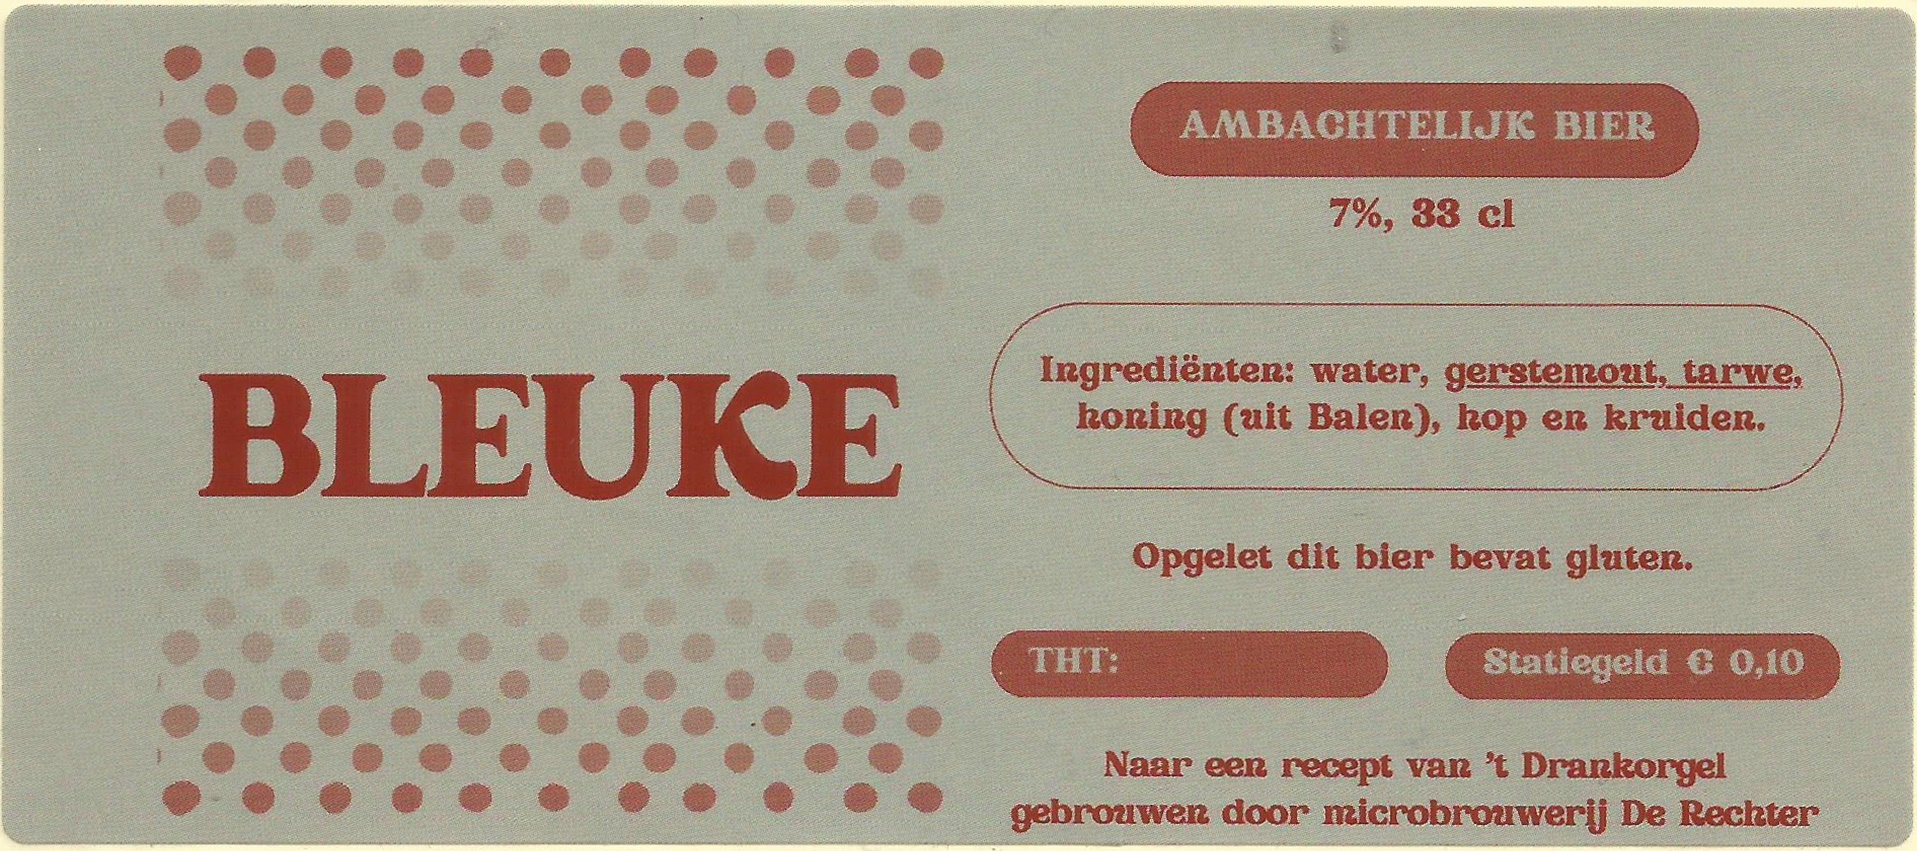 BLEUKE
AMBACHTELIJK BIER
7%, 33 cl
Ingrediënten: water, gerstemout, tarwe,
honing (uit Balen), hop en kruiden.
Opgelet dit bier bevat gluten.
THT:
Statiegeld € 0,10
Naar een recept van 't Drankorgel
gebrouwen door microbrouwerij De Rechter